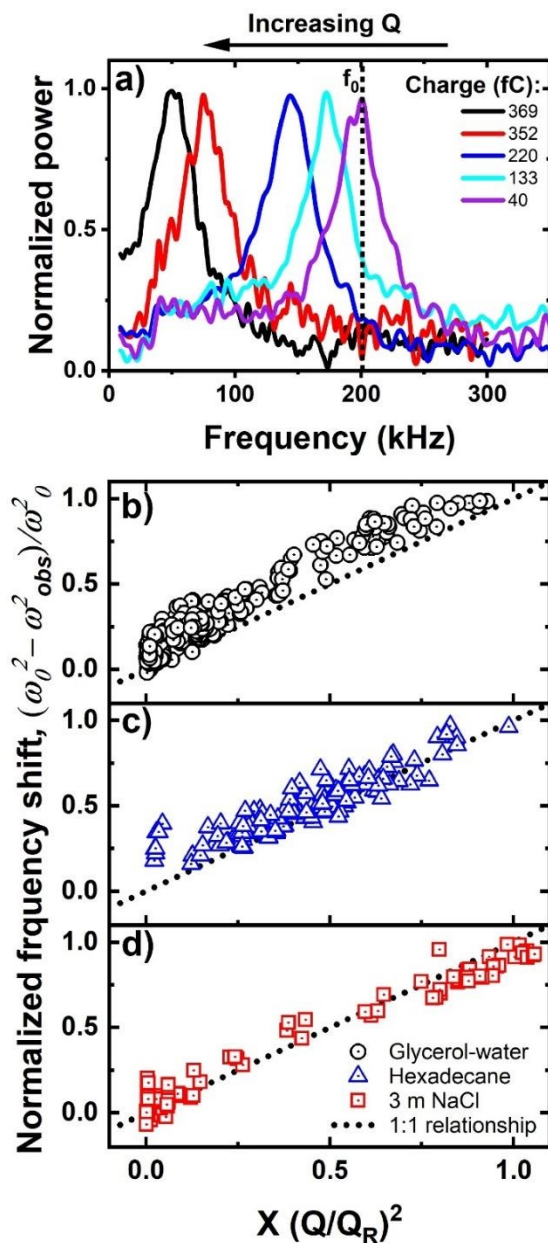 Increasing Q
a)
f₀
Charge (fC):
369
352
220
133
40
Normalized power
1.0
0.5
0.0
0 100 200 300
Frequency (kHz)
Normalized frquency shift, (ω₀² − ω²obs)/ω²₀
b)
1.0
0.5
0.0
c)
1.0
0.5
0.0
d)
1.0
0.5
0.0
Glycerol-water
Hexadecane
3 m NaCl
1:1 relationship
0.0 0.5 1.0
X (Q/Q_R)²